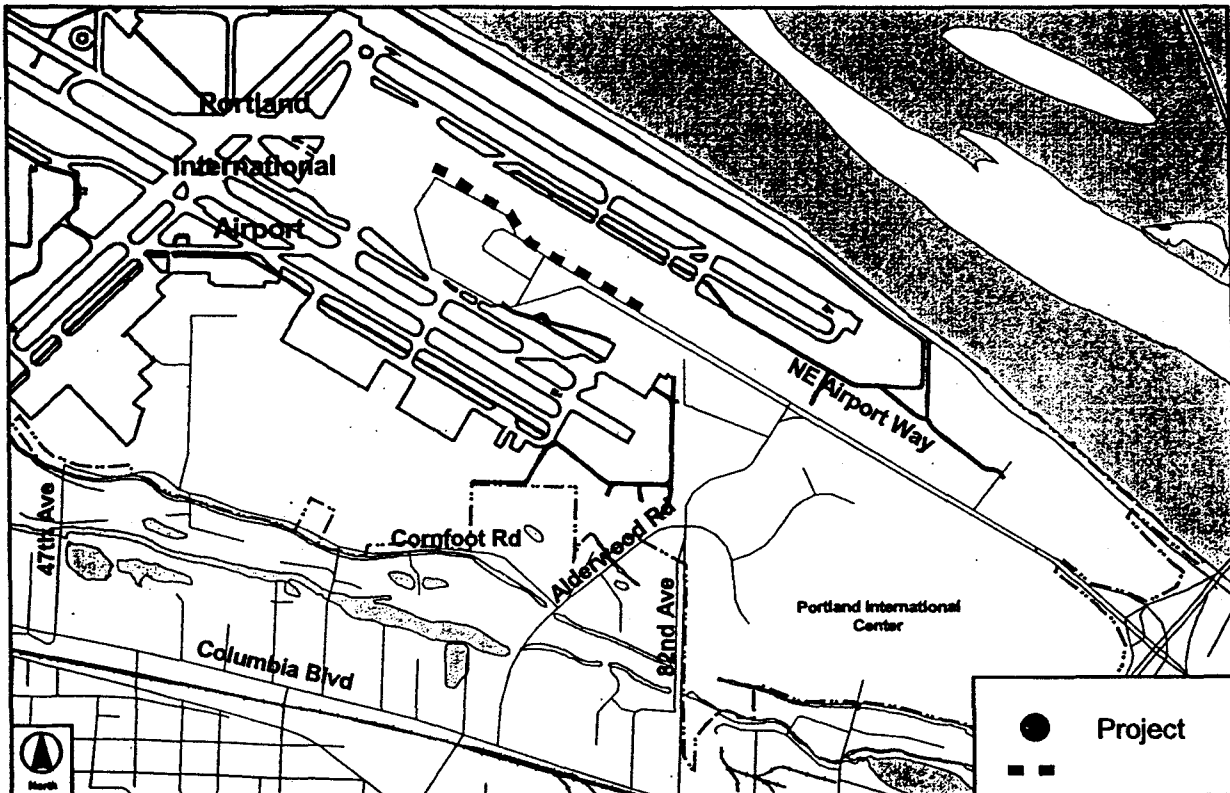 Portland
International
Airport
NE Airport Way
47th Ave
Cornfoot Rd
Alderwood Rd
82nd Ave
Portland International
Center
Columbia Blvd
Project
North